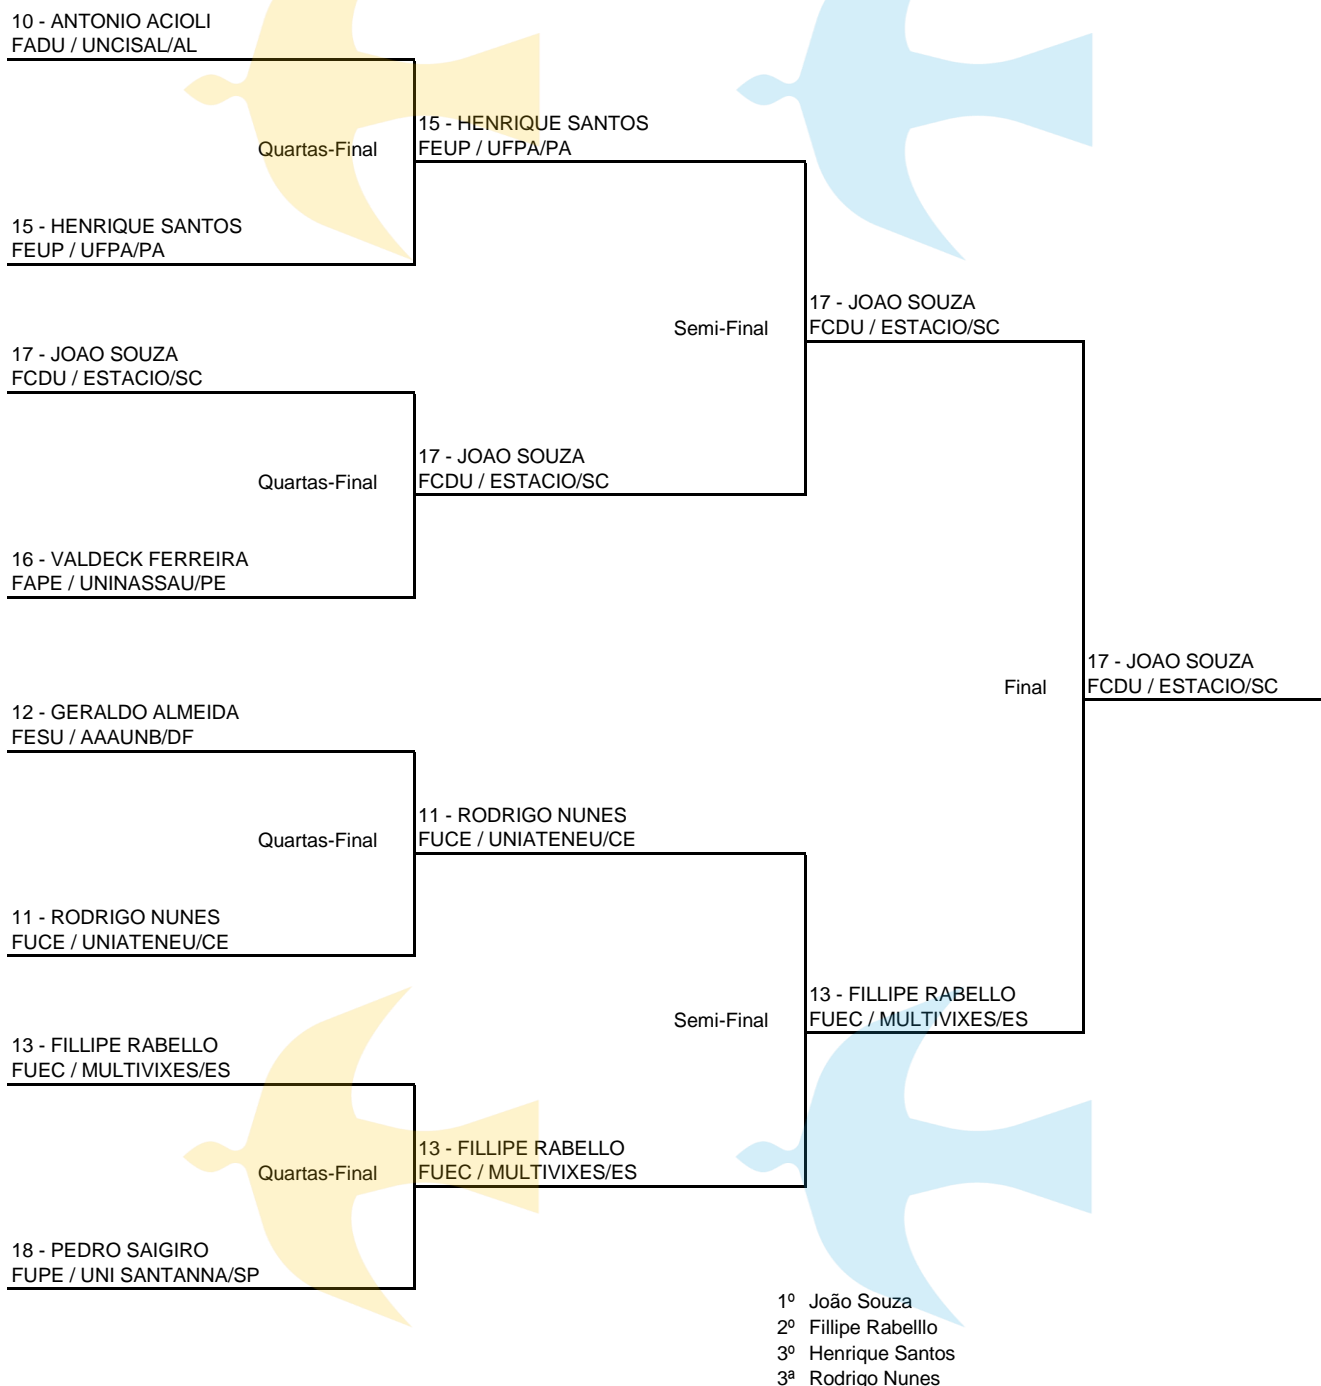 10 - ANTONIO ACIOLI
FADU / UNCISAL/AL
15 - HENRIQUE SANTOS
Quartas-Final
FEUP / UFPA/PA
15 - HENRIQUE SANTOS
FEUP / UFPA/PA
17 - JOAO SOUZA
Semi-Final
FCDU / ESTACIO/SC
17 - JOAO SOUZA
FCDU / ESTACIO/SC
17 - JOAO SOUZA
Quartas-Final
FCDU / ESTACIO/SC
16 - VALDECK FERREIRA
FAPE / UNINASSAU/PE
17 - JOAO SOUZA
Final
FCDU / ESTACIO/SC
12 - GERALDO ALMEIDA
FESU / AAAUNB/DF
11 - RODRIGO NUNES
Quartas-Final
FUCE / UNIATENEU/CE
11 - RODRIGO NUNES
FUCE / UNIATENEU/CE
13 - FILLIPE RABELLO
Semi-Final
FUEC / MULTIVIXES/ES
13 - FILLIPE RABELLO
FUEC / MULTIVIXES/ES
13 - FILLIPE RABELLO
Quartas-Final
FUEC / MULTIVIXES/ES
18 - PEDRO SAIGIRO
FUPE / UNI SANTANNA/SP
1º João Souza
2º Fillipe Rabelllo
3º Henrique Santos
3ª Rodrigo Nunes